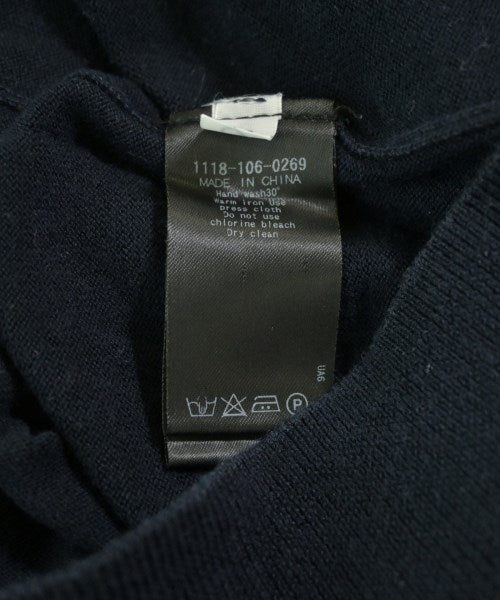 1118-106-0269
MADE IN CHINA
Hand wash30°
Warm iron Use
press cloth
Do not use
chlorine bleach
Dry clean
UA6
P